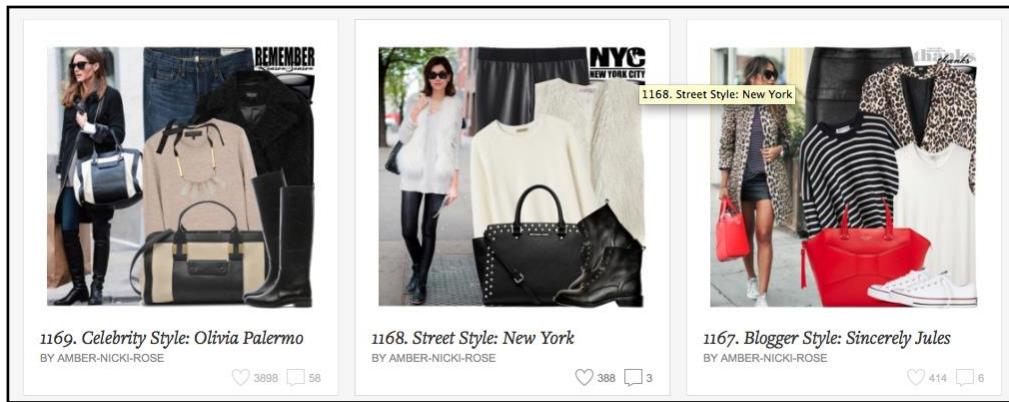 REMEMBER
NYC
NEW YORK CITY
thanks
thanks
1168. Street Style: New York
1169. Celebrity Style: Olivia Palermo
BY AMBER-NICKI-ROSE
3898 58
1168. Street Style: New York
BY AMBER-NICKI-ROSE
388 3
1167. Blogger Style: Sincerely Jules
BY AMBER-NICKI-ROSE
414 6